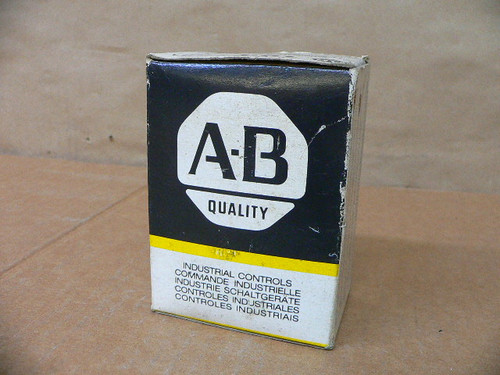 A-B
QUALITY
INDUSTRIAL CONTROLS
COMMANDE INDUSTRIELLE
INDUSTRIE SCHALTGERÄTE
CONTROLES INDUSTRIALES
CONTROLES INDUSTRIAIS